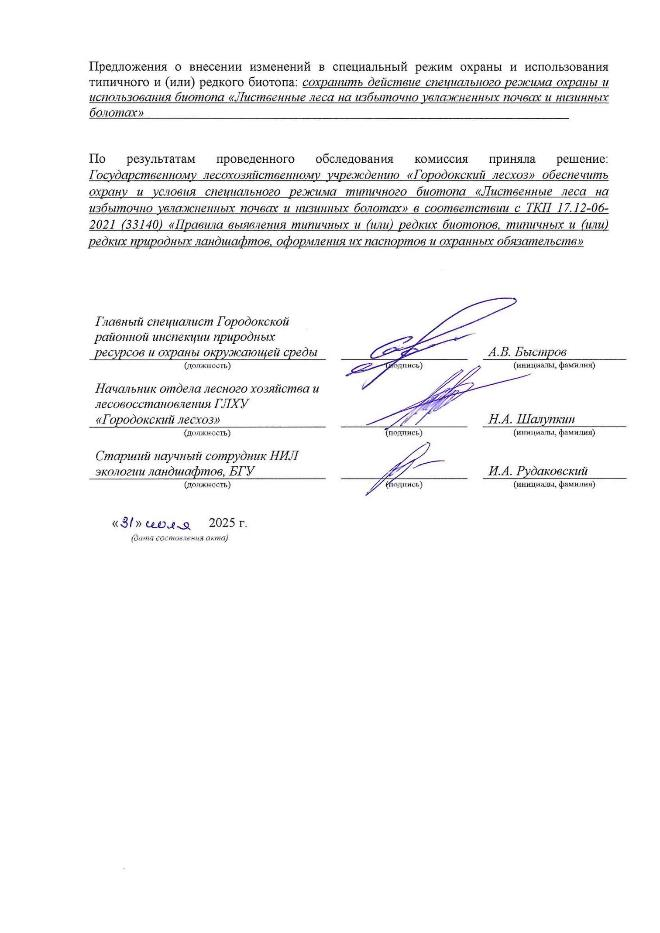 Предложения о внесении изменений в специальный режим охраны и использования
типичного и (или) редкого биотопа: сохранить действие специального режима охраны и
использования биотопа «Лиственные леса на избыточно увлажненных почвах и низинных
болотах»
По результатам проведенного обследования комиссия приняла решение:
Государственному лесохозяйственному учреждению «Городокский лесхоз» обеспечить
охрану и условия специального режима типичного биотопа «Лиственные леса на
избыточно увлажненных почвах и низинных болотах» в соответствии с ТКП 17.12-06-
2021 (33140) «Правила выявления типичных и (или) редких биотопов, типичных и (или)
редких природных ландшафтов, оформления их паспортов и охранных обязательств»
Главный специалист Городокской
районной инспекции природных
ресурсов и охраны окружающей среды А.В. Быстров
(должность) (подпись) (инициалы, фамилия)
Начальник отдела лесного хозяйства и
лесовосстановления ГЛХУ
«Городокский лесхоз» Н.А. Шалупкин
(должность) (подпись) (инициалы, фамилия)
Старший научный сотрудник НИЛ
экологии ландшафтов, БГУ И.А. Рудаковский
(должность) (подпись) (инициалы, фамилия)
«31» июля 2025 г.
(дата составления акта)